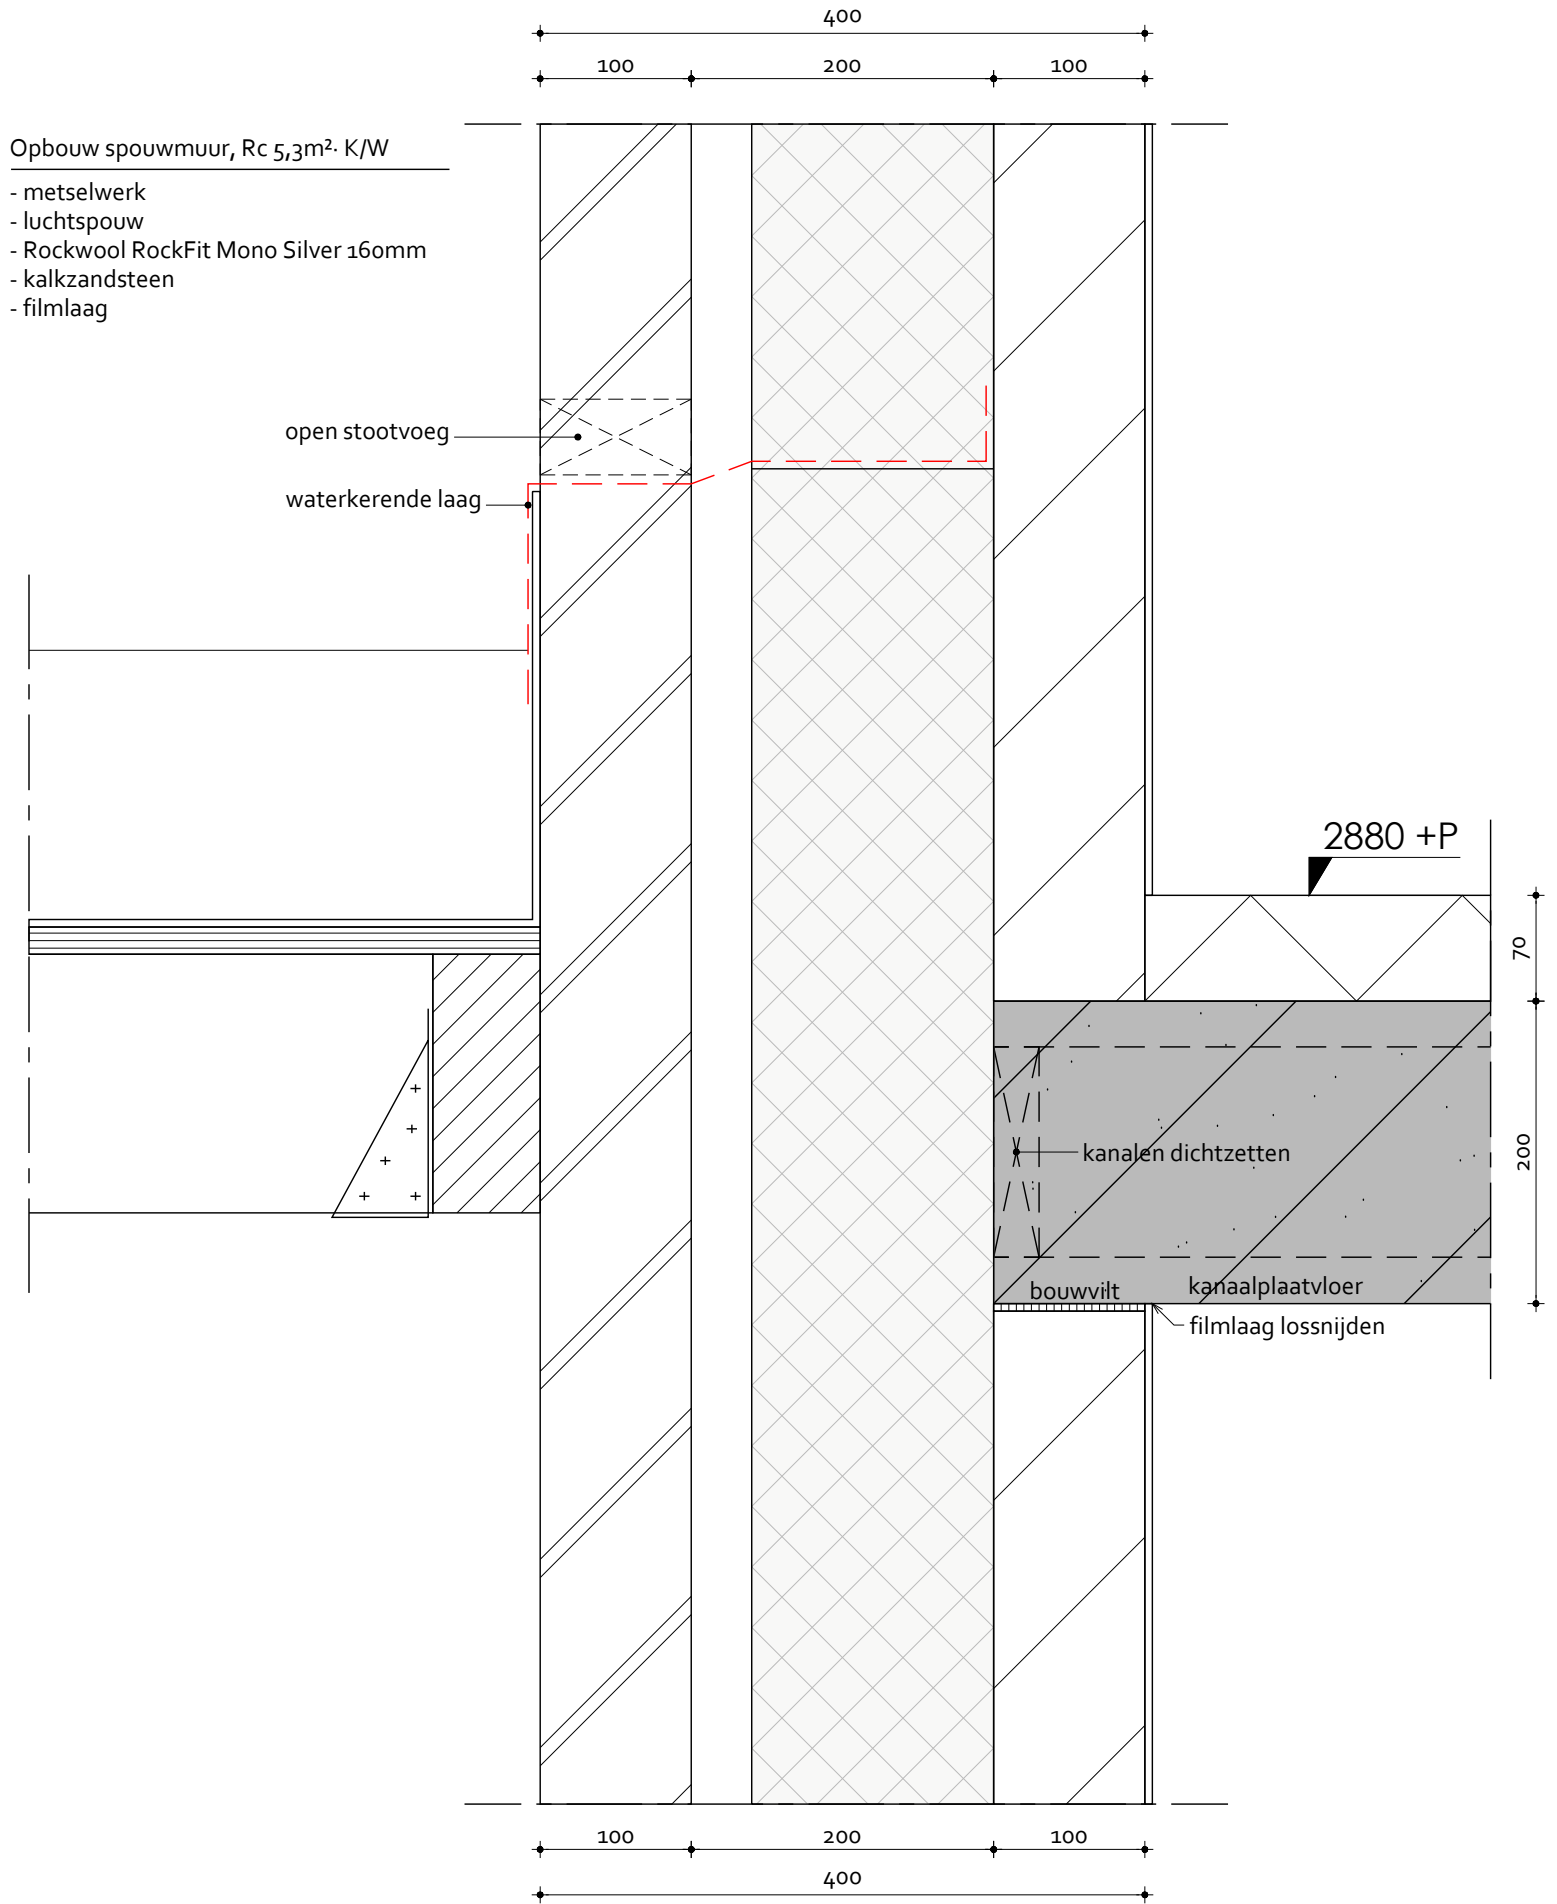 400
100
200
100
Opbouw spouwmuur, Rc 5,3m²· K/W
- metselwerk
- luchtspouw
- Rockwool RockFit Mono Silver 160mm
- kalkzandsteen
- filmlaag
open stootvoeg
waterkerende laag
2880 +P
70
200
kanalen dichtzetten
bouwvilt
kanaalplaatvloer
filmlaag lossnijden
100
200
100
400